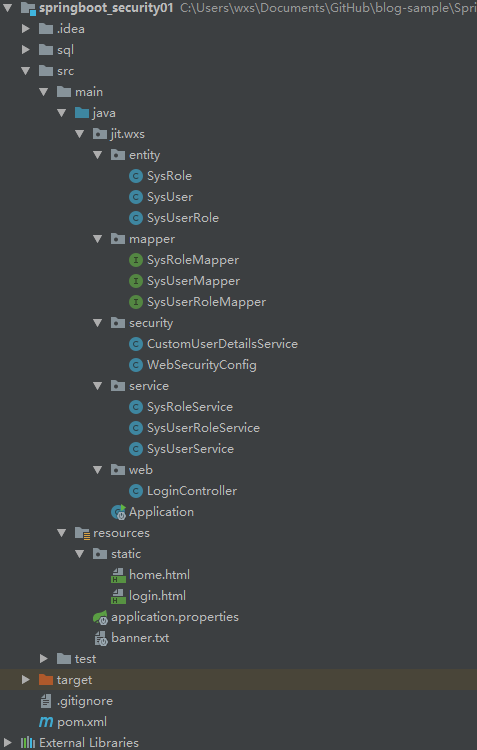 springboot_security01 C:\Users\wxs\Documents\GitHub\blog-sample\Spri
.idea
sql
src
main
java
jit.wxs
entity
C SysRole
C SysUser
C SysUserRole
mapper
I SysRoleMapper
I SysUserMapper
I SysUserRoleMapper
security
C CustomUserDetailsService
C WebSecurityConfig
service
C SysRoleService
C SysUserRoleService
C SysUserService
web
C LoginController
Application
resources
static
H home.html
H login.html
application.properties
banner.txt
test
target
.gitignore
m pom.xml
External Libraries